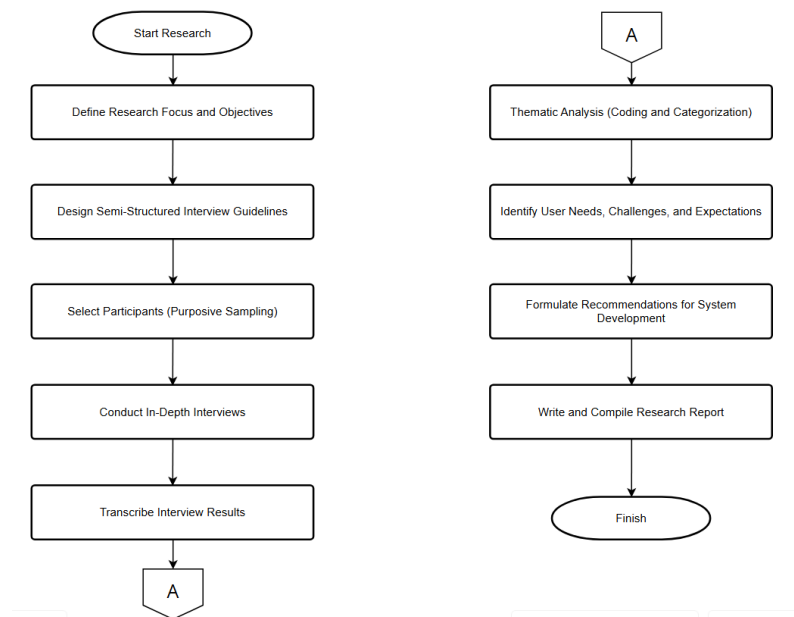 Start Research
Define Research Focus and Objectives
Design Semi-Structured Interview Guidelines
Select Participants (Purposive Sampling)
Conduct In-Depth Interviews
Transcribe Interview Results
A
A
Thematic Analysis (Coding and Categorization)
Identify User Needs, Challenges, and Expectations
Formulate Recommendations for System
Development
Write and Compile Research Report
Finish